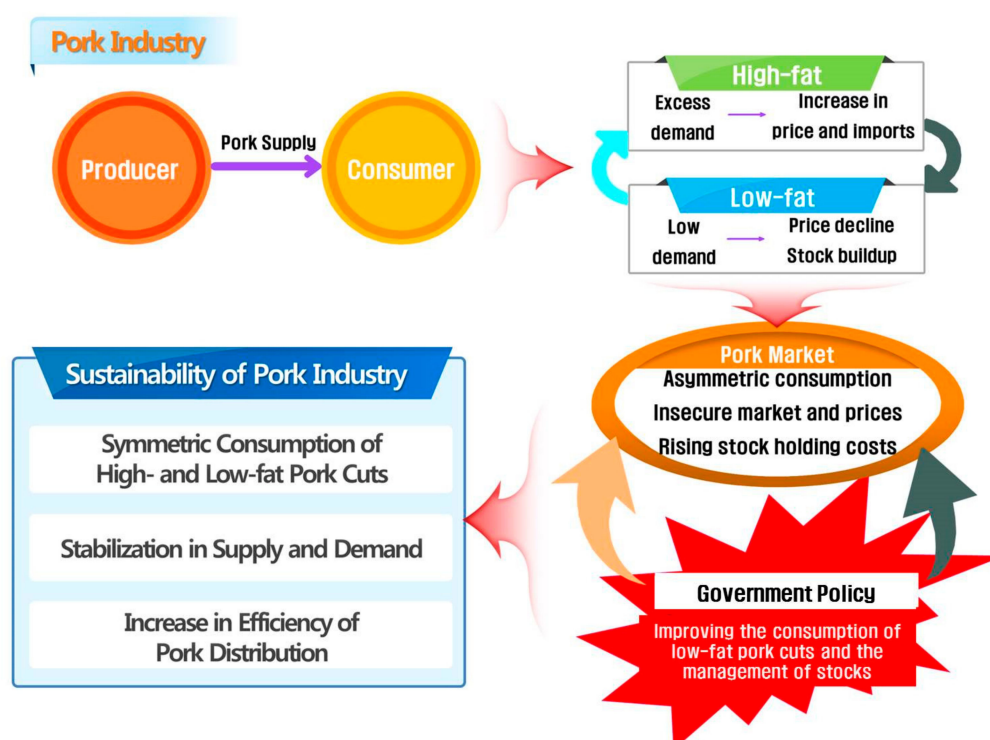 Pork Industry
Producer
Pork Supply
Consumer
High-fat
Excess
demand
Increase in
price and imports
Low-fat
Low
demand
Price decline
Stock buildup
Pork Market
Asymmetric consumption
Insecure market and prices
Rising stock holding costs
Government Policy
Improving the consumption of
low-fat pork cuts and the
management of stocks
Sustainability of Pork Industry
Symmetric Consumption of
High- and Low-fat Pork Cuts
Stabilization in Supply and Demand
Increase in Efficiency of
Pork Distribution